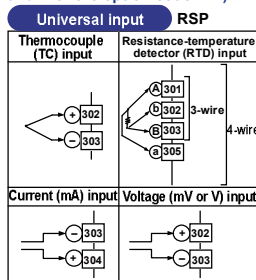 Universal input RSP
Thermocouple
(TC) input
Resistance-temperature
detector (RTD) input
+ 302
− 303
A 301
b 302
B 303
a 305
3-wire
4-wire
Current (mA) input
Voltage (mV or V) input
− 303
+ 304
+ 302
− 303